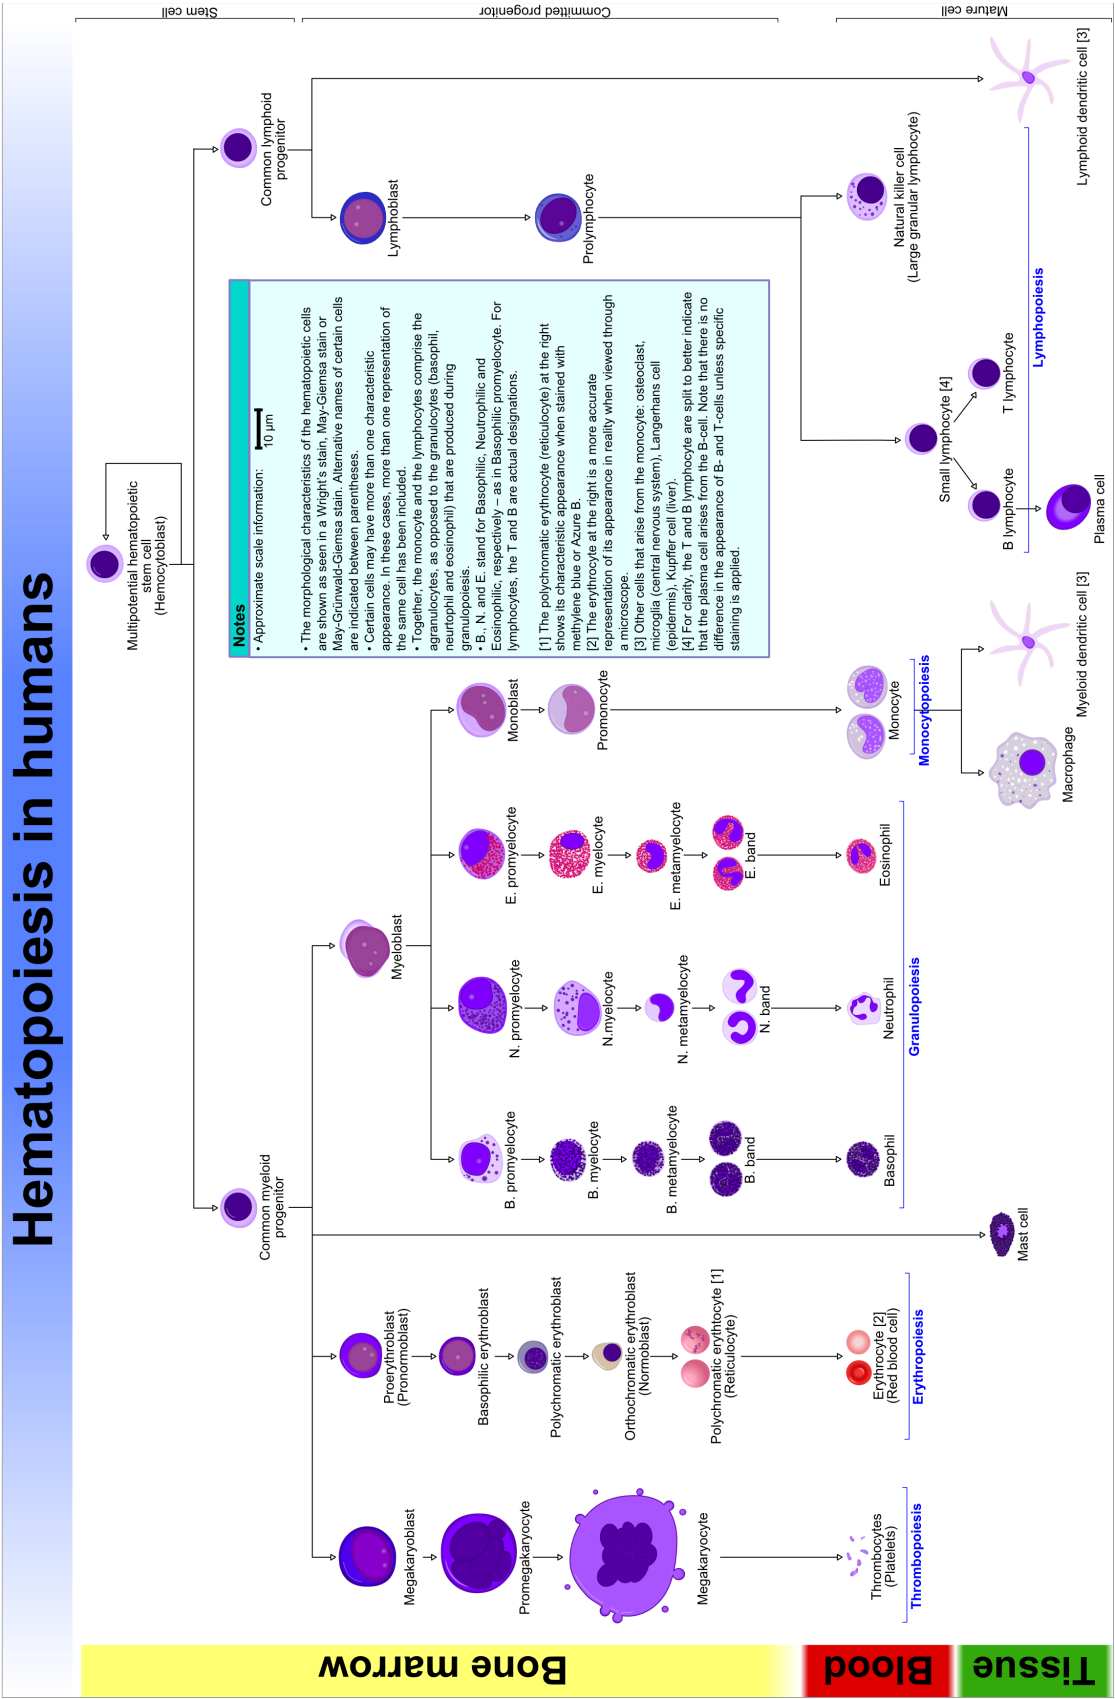 Hematopoiesis in humans
Stem cell
Committed progenitor
Mature cell
Bone marrow
Blood
Tissue
Multipotential hematopoietic
stem cell
(Hemocytoblast)
Common myeloid
progenitor
Common lymphoid
progenitor
Megakaryoblast
Promegakaryocyte
Megakaryocyte
Thrombocytes
(Platelets)
Thrombopoiesis
Proerythroblast
(Pronormoblast)
Basophilic erythroblast
Polychromatic erythroblast
Orthochromatic erythroblast
(Normoblast)
Polychromatic erythtocyte [1]
(Reticulocyte)
Erythrocyte [2]
(Red blood cell)
Erythropoiesis
Mast cell
Myeloblast
B. promyelocyte
B. myelocyte
B. metamyelocyte
B. band
Basophil
N. promyelocyte
N.myelocyte
N. metamyelocyte
N. band
Neutrophil
E. promyelocyte
E. myelocyte
E. metamyelocyte
E. band
Eosinophil
Granulopoiesis
Monoblast
Promonocyte
Monocyte
Monocytopoiesis
Macrophage
Myeloid dendritic cell [3]
Lymphoblast
Prolymphocyte
Natural killer cell
(Large granular lymphocyte)
Small lymphocyte [4]
B lymphocyte
T lymphocyte
Plasma cell
Lymphopoiesis
Lymphoid dendritic cell [3]
Notes
• Approximate scale information:
10 µm
• The morphological characteristics of the hematopoietic cells
are shown as seen in a Wright's stain, May-Giemsa stain or
May-Grünwald-Giemsa stain. Alternative names of certain cells
are indicated between parentheses.
• Certain cells may have more than one characteristic
appearance. In these cases, more than one representation of
the same cell has been included.
• Together, the monocyte and the lymphocytes comprise the
agranulocytes, as opposed to the granulocytes (basophil,
neurtophil and eosinophil) that are produced during
granulopoiesis.
• B., N. and E. stand for Basophilic, Neutrophilic and
Eosinophilic, respectively – as in Basophilic promyelocyte. For
lymphocytes, the T and B are actual designations.
[1] The polychromatic erythrocyte (reticulocyte) at the right
shows its characteristic appearance when stained with
methylene blue or Azure B.
[2] The erythrocyte at the right is a more accurate
representation of its appearance in reality when viewed through
a microscope.
[3] Other cells that arise from the monocyte: osteoclast,
microglia (central nervous system), Langerhans cell
(epidermis), Kupffer cell (liver).
[4] For clarity, the T and B lymphocyte are split to better indicate
that the plasma cell arises from the B-cell. Note that there is no
difference in the appearance of B- and T-cells unless specific
staining is applied.